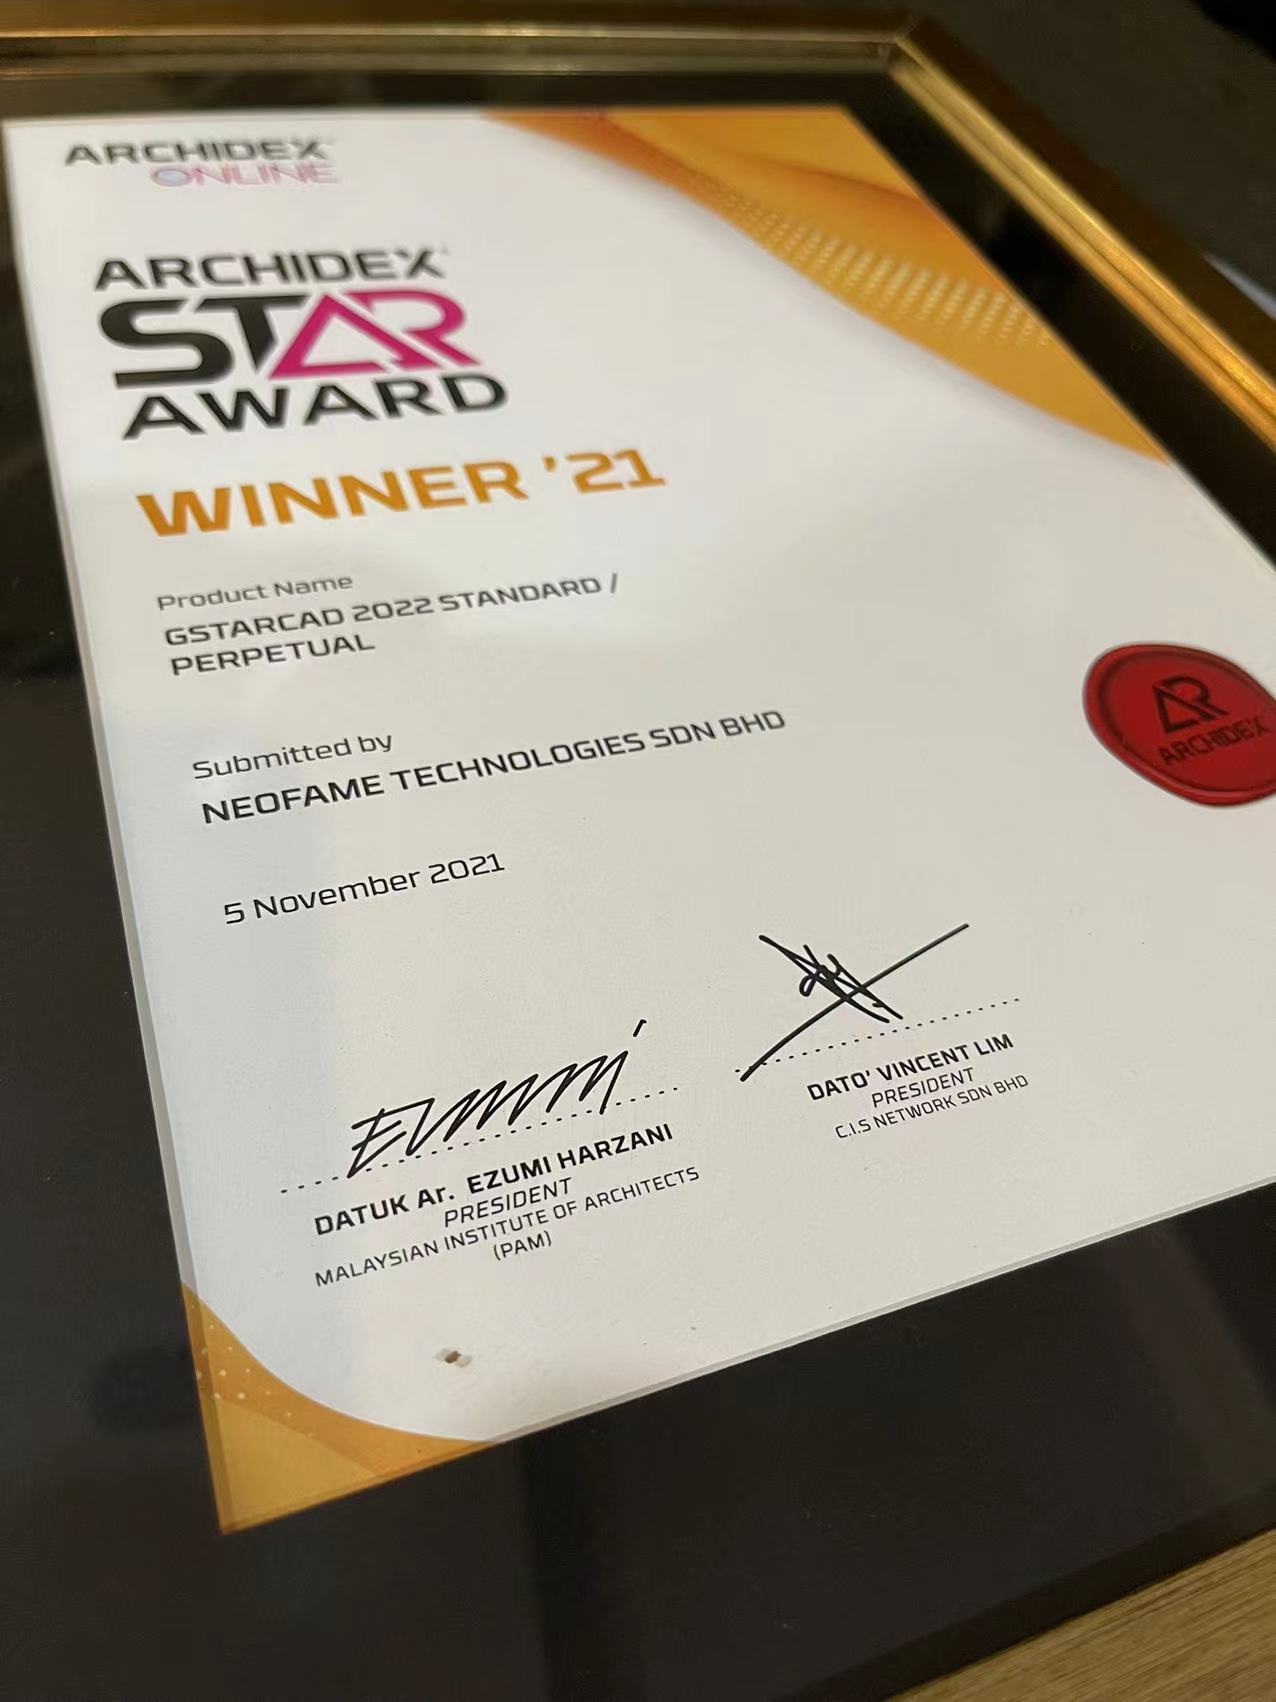 ARCHIDEX
ONLINE
ARCHIDEX
STAR
AWARD
WINNER '21
Product Name
GSTARCAD 2022 STANDARD /
PERPETUAL
Submitted by
NEOFAME TECHNOLOGIES SDN BHD
5 November 2021
AR
ARCHIDEX
DATUK Ar. EZUMI HARZANI
PRESIDENT
MALAYSIAN INSTITUTE OF ARCHITECTS
(PAM)
DATO' VINCENT LIM
PRESIDENT
C.I.S NETWORK SDN BHD